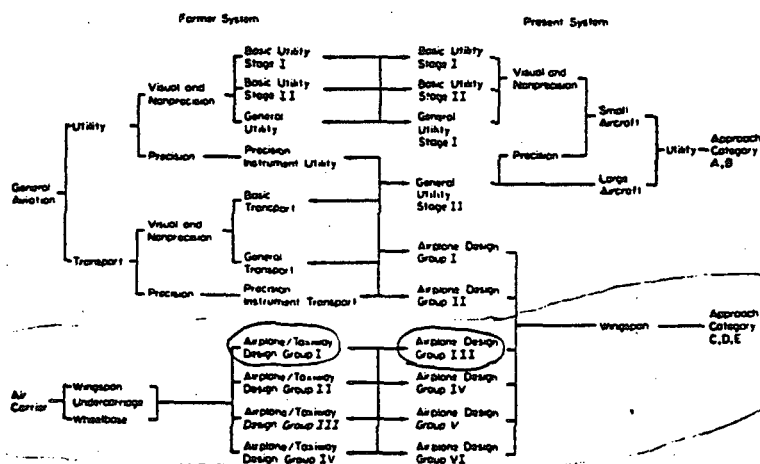 Former System
Present System
Basic Utility
Stage I
Basic Utility
Stage I
Visual and
Nonprecision
Basic Utility
Stage II
Basic Utility
Stage II
Visual and
Nonprecision
Utility
General
Utility
General
Utility
Stage I
Small
Aircraft
Precision
Precision
Instrument Utility
Precision
Utility
Approach
Category
A,B
General
Aviation
General
Utility
Stage II
Large
Aircraft
Basic
Transport
Visual and
Nonprecision
Transport
General
Transport
Airplane Design
Group I
Precision
Precision
Instrument Transport
Airplane Design
Group II
Wingspan
Approach
Category
C,D,E
Airplane/Taxiway
Design Group I
Airplane Design
Group III
Air
Carrier
Wingspan
Undercarriage
Wheelbase
Airplane/Taxiway
Design Group II
Airplane Design
Group IV
Airplane/Taxiway
Design Group III
Airplane Design
Group V
Airplane/Taxiway
Design Group IV
Airplane Design
Group VI